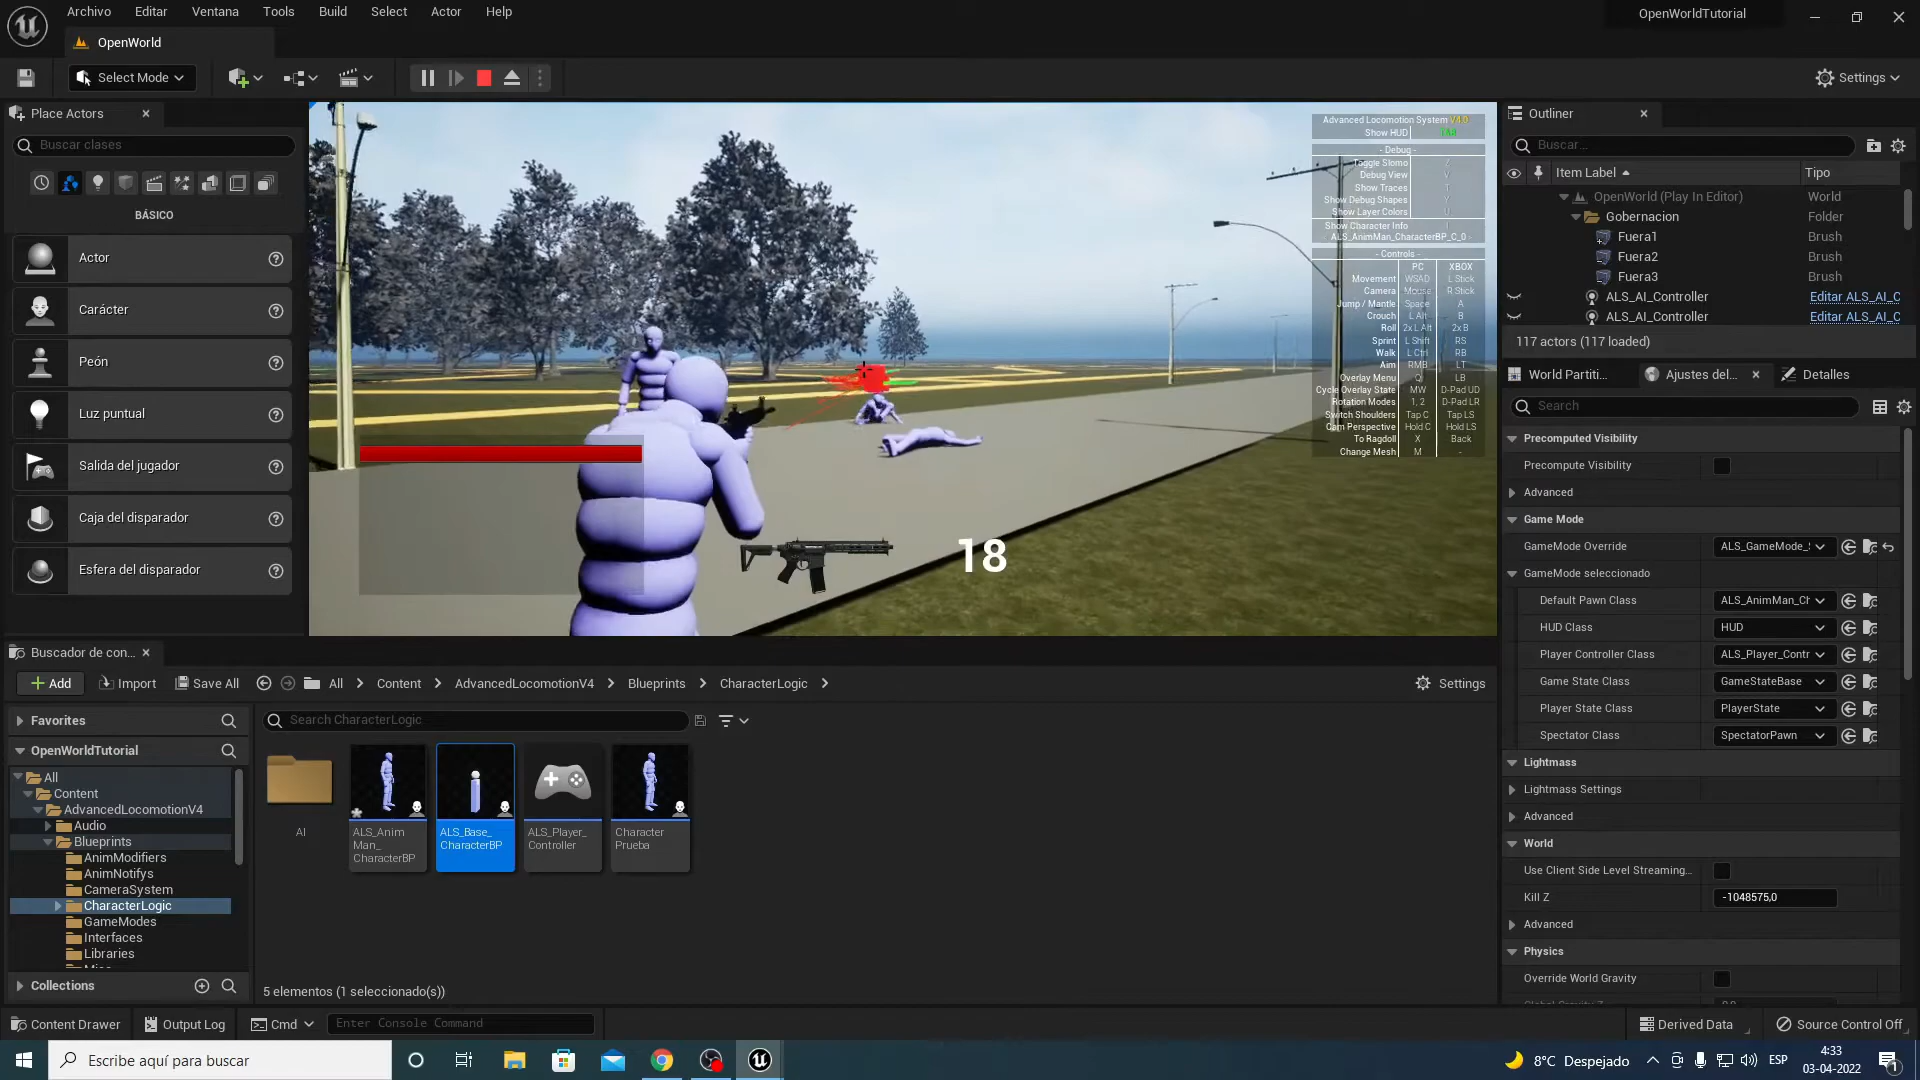 Archivo Editar Ventana Tools Build Select Actor Help
OpenWorldTutorial
OpenWorld
Select Mode
Settings
Place Actors
Buscar clases
BÁSICO
Actor
Carácter
Peón
Luz puntual
Salida del jugador
Caja del disparador
Esfera del disparador
Advanced Locomotion System V4.0
Show HUD
- Debug -
Toggle Slomo Z
Debug View V
Show Traces T
Show Debug Shapes Y
Show Layer Colors U
Show Character Info I
ALS_AnimMan_CharacterBP_C_0
- Controls -
PC XBOX
Movement WSAD L Stick
Camera Mouse R Stick
Jump / Mantle Space A
Crouch L Alt B
Roll 2x L Alt 2x B
Sprint L Shift RS
Walk L Ctrl RB
Aim RMB LT
Overlay Menu Q LB
Cycle Overlay State MW D-Pad UD
Rotation Modes 1, 2 D-Pad LR
Switch Shoulders Tap C Tap LS
Cam Perspective Hold C Hold LS
To Ragdoll X Back
Change Mesh M -
18
Outliner
Buscar...
Item Label Tipo
OpenWorld (Play In Editor) World
Gobernacion Folder
Fuera1 Brush
Fuera2 Brush
Fuera3 Brush
ALS_AI_Controller Editar ALS_AI_C
ALS_AI_Controller Editar ALS_AI_C
117 actors (117 loaded)
World Partiti... Ajustes del... Detalles
Search
Precomputed Visibility
Precompute Visibility
Advanced
Game Mode
GameMode Override ALS_GameMode_
GameMode seleccionado
Default Pawn Class ALS_AnimMan_Ch
HUD Class HUD
Player Controller Class ALS_Player_Contr
Game State Class GameStateBase
Player State Class PlayerState
Spectator Class SpectatorPawn
Lightmass
Lightmass Settings
Advanced
World
Use Client Side Level Streaming...
Kill Z -1048575,0
Advanced
Physics
Override World Gravity
Buscador de con...
Add Import Save All All Content AdvancedLocomotionV4 Blueprints CharacterLogic Settings
Favorites
OpenWorldTutorial
All
Content
AdvancedLocomotionV4
Audio
Blueprints
AnimModifiers
AnimNotifys
CameraSystem
CharacterLogic
GameModes
Interfaces
Libraries
Collections
Search CharacterLogic
AI
ALS_Anim
Man_
CharacterBP
ALS_Base_
CharacterBP
ALS_Player_
Controller
Character
Prueba
5 elementos (1 seleccionado(s))
Content Drawer Output Log Cmd Enter Console Command Derived Data Source Control Off
Escribe aquí para buscar
8°C Despejado
ESP
4:33
03-04-2022
1